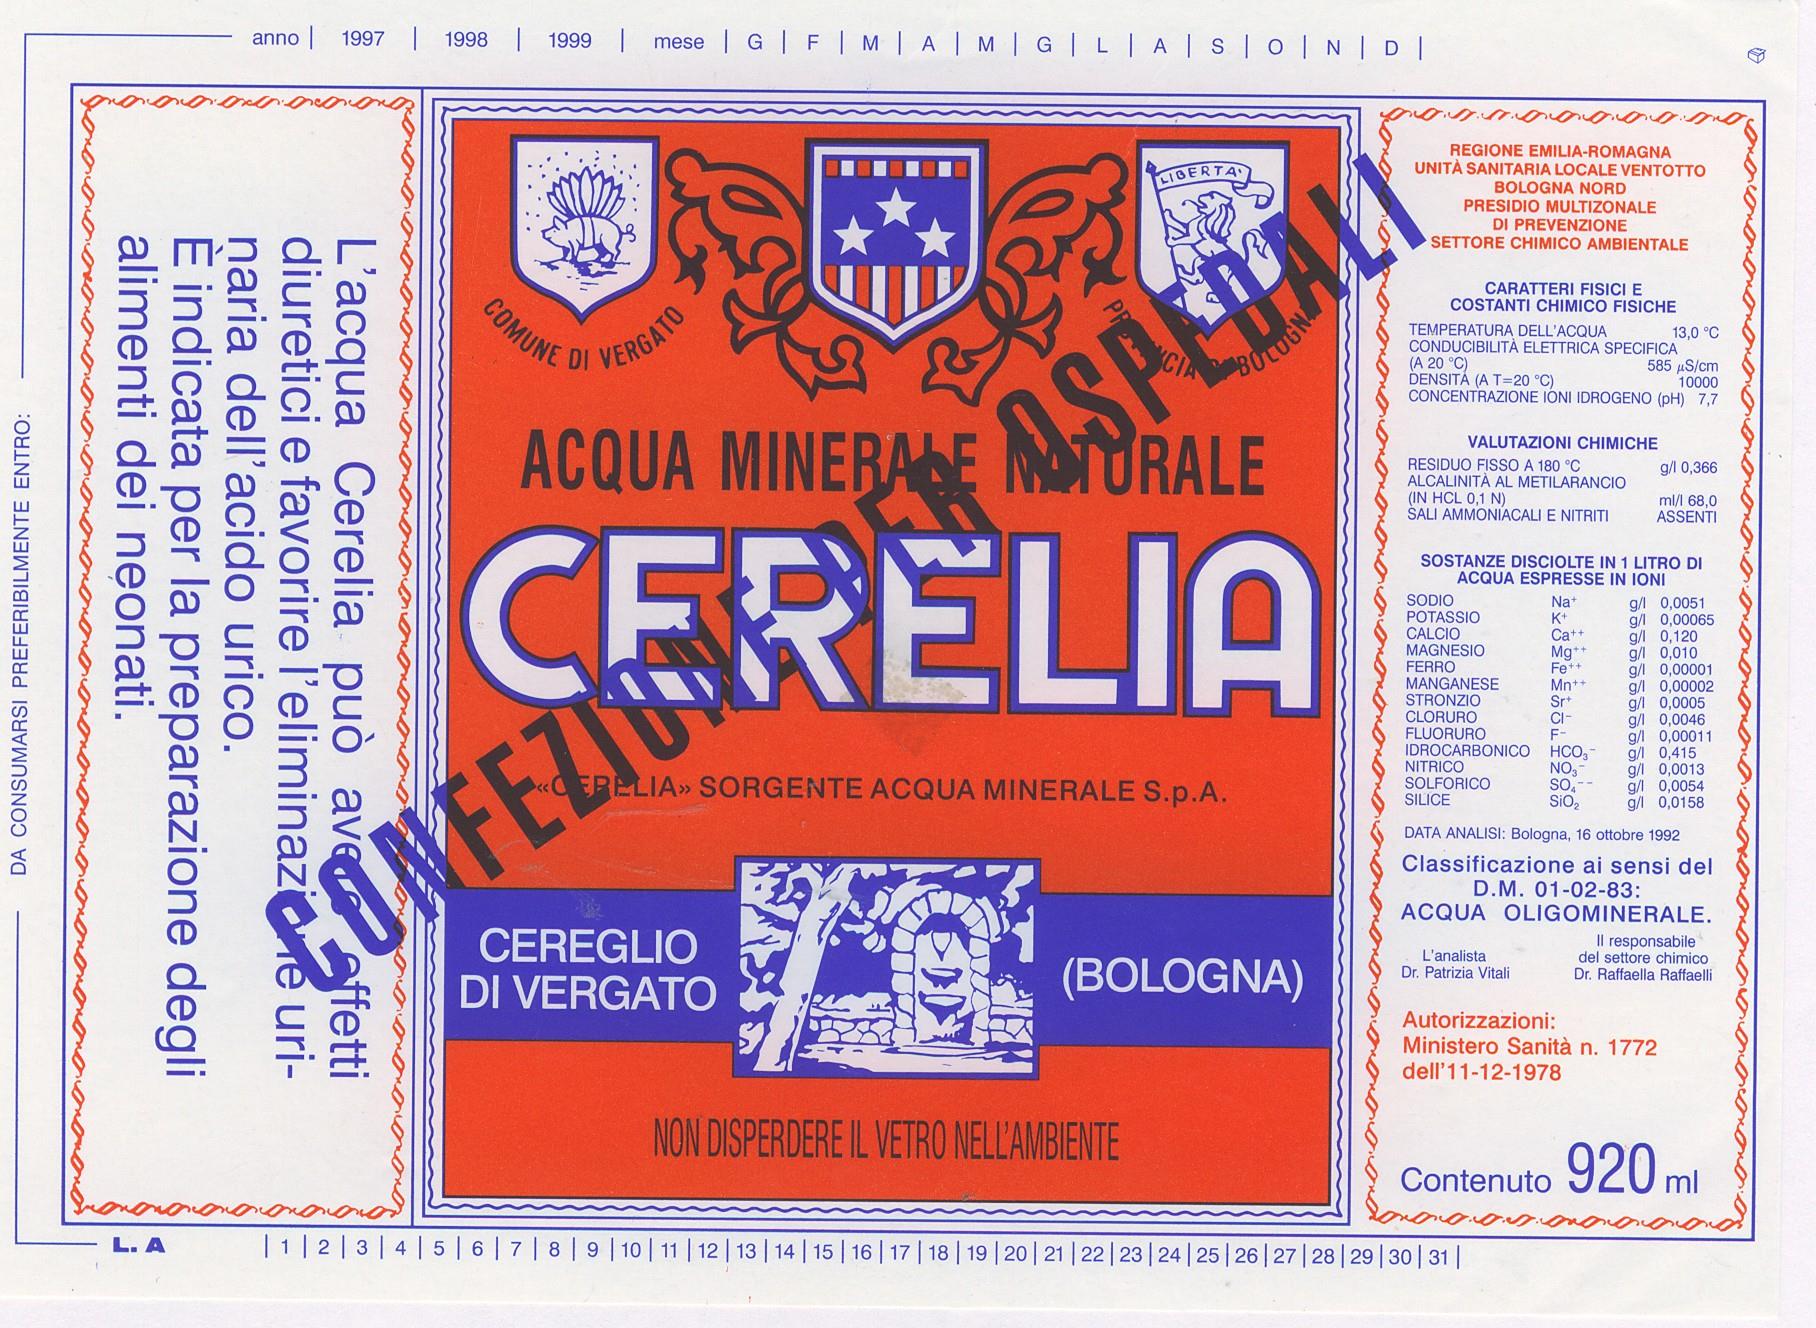 anno | 1997 | 1998 | 1999 | mese | G | F | M | A | M | G | L | A | S | O | N | D |
DA CONSUMARSI PREFERIBILMENTE ENTRO:
L'acqua Cerelia può avere effetti
diuretici e favorire l'eliminazione uri-
naria dell'acido urico.
È indicata per la preparazione degli
alimenti dei neonati.
COMUNE DI VERGATO
LIBERTA'
PROVINCIA DI BOLOGNA
ACQUA MINERALE NATURALE
CERELIA
CONFEZIONE PER OSPEDALI
«CERELIA» SORGENTE ACQUA MINERALE S.p.A.
CEREGLIO
DI VERGATO
(BOLOGNA)
NON DISPERDERE IL VETRO NELL'AMBIENTE
REGIONE EMILIA-ROMAGNA
UNITÀ SANITARIA LOCALE VENTOTTO
BOLOGNA NORD
PRESIDIO MULTIZONALE
DI PREVENZIONE
SETTORE CHIMICO AMBIENTALE
CARATTERI FISICI E
COSTANTI CHIMICO FISICHE
TEMPERATURA DELL'ACQUA 13,0 °C
CONDUCIBILITÀ ELETTRICA SPECIFICA
(A 20 °C) 585 µS/cm
DENSITÀ (A T=20 °C) 10000
CONCENTRAZIONE IONI IDROGENO (pH) 7,7
VALUTAZIONI CHIMICHE
RESIDUO FISSO A 180 °C g/l 0,366
ALCALINITÀ AL METILARANCIO
(IN HCL 0,1 N) ml/l 68,0
SALI AMMONIACALI E NITRITI ASSENTI
SOSTANZE DISCIOLTE IN 1 LITRO DI
ACQUA ESPRESSE IN IONI
SODIO Na⁺ g/l 0,0051
POTASSIO K⁺ g/l 0,00065
CALCIO Ca⁺⁺ g/l 0,120
MAGNESIO Mg⁺⁺ g/l 0,010
FERRO Fe⁺⁺ g/l 0,00001
MANGANESE Mn⁺⁺ g/l 0,00002
STRONZIO Sr⁺ g/l 0,0005
CLORURO Cl⁻ g/l 0,0046
FLUORURO F⁻ g/l 0,00011
IDROCARBONICO HCO₃⁻ g/l 0,415
NITRICO NO₃⁻ g/l 0,0013
SOLFORICO SO₄⁻⁻ g/l 0,0054
SILICE SiO₂ g/l 0,0158
DATA ANALISI: Bologna, 16 ottobre 1992
Classificazione ai sensi del
D.M. 01-02-83:
ACQUA OLIGOMINERALE.
L'analista
Dr. Patrizia Vitali
Il responsabile
del settore chimico
Dr. Raffaella Raffaelli
Autorizzazioni:
Ministero Sanità n. 1772
dell'11-12-1978
Contenuto 920 ml
L. A | 1 | 2 | 3 | 4 | 5 | 6 | 7 | 8 | 9 | 10 | 11 | 12 | 13 | 14 | 15 | 16 | 17 | 18 | 19 | 20 | 21 | 22 | 23 | 24 | 25 | 26 | 27 | 28 | 29 | 30 | 31 |